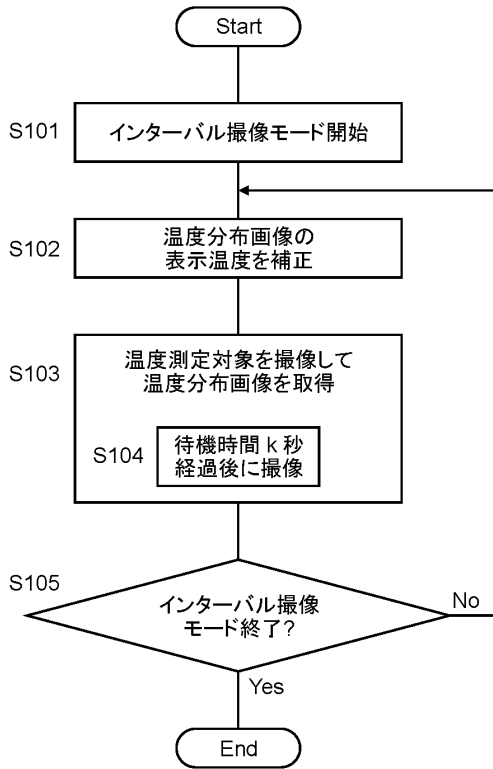 Start
S101
インターバル撮像モード開始
S102
温度分布画像の
表示温度を補正
S103
温度測定対象を撮像して
温度分布画像を取得
S104
待機時間k秒
経過後に撮像
S105
インターバル撮像
モード終了?
No
Yes
End